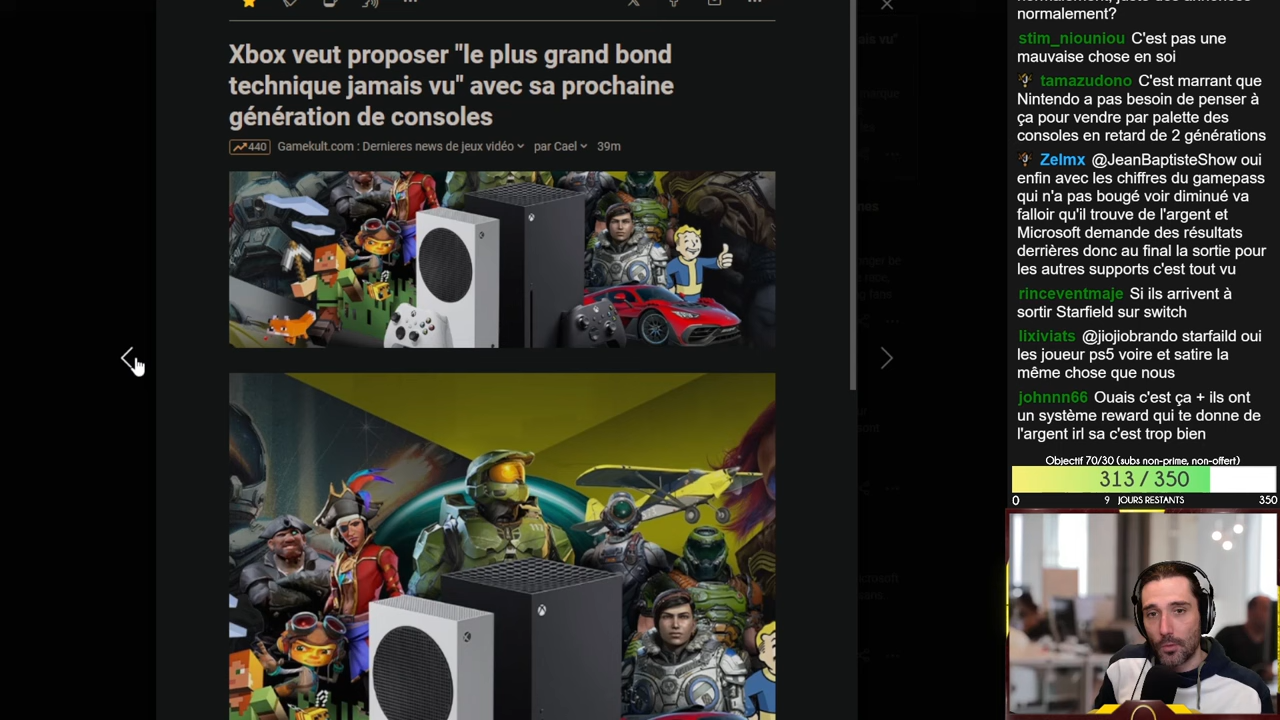 Xbox veut proposer "le plus grand bond
technique jamais vu" avec sa prochaine
génération de consoles
440 Gamekult.com : Dernieres news de jeux vidéo par Cael 39m
normalement?
stim_niouniou C'est pas une
mauvaise chose en soi
tamazudono C'est marrant que
Nintendo a pas besoin de penser à
ça pour vendre par palette des
consoles en retard de 2 générations
Zelmx @JeanBaptisteShow oui
enfin avec les chiffres du gamepass
qui n'a pas bougé voir diminué va
falloir qu'il trouve de l'argent et
Microsoft demande des résultats
derrières donc au final la sortie pour
les autres supports c'est tout vu
rinceventmaje Si ils arrivent à
sortir Starfield sur switch
lixiviats @jiojiobrando starfaild oui
les joueur ps5 voire et satire la
même chose que nous
johnnn66 Ouais c'est ça + ils ont
un système reward qui te donne de
l'argent irl sa c'est trop bien
Objectif 70/30 (subs non-prime, non-offert)
313 / 350
0 9 JOURS RESTANTS 350